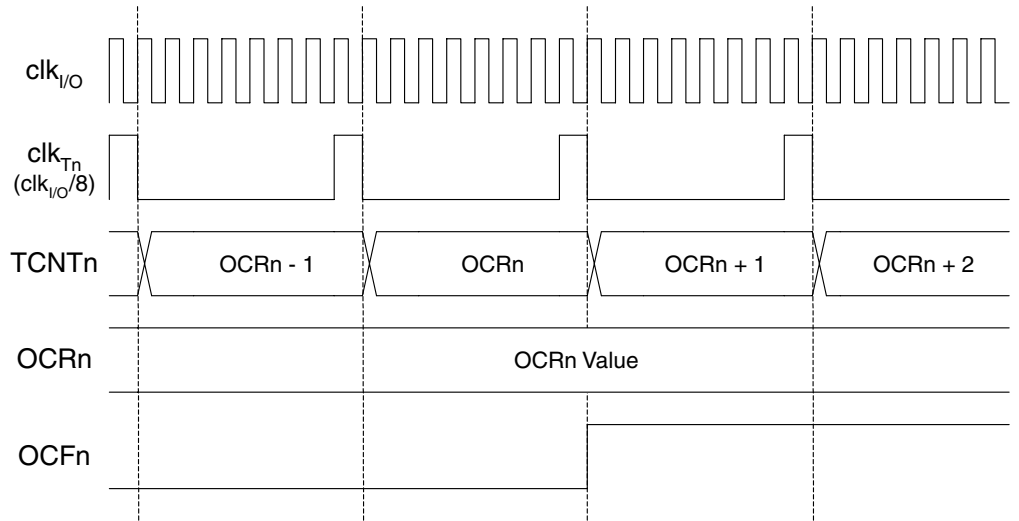 clkI/O
clkTn
(clkI/O/8)
TCNTn
OCRn - 1
OCRn
OCRn + 1
OCRn + 2
OCRn
OCRn Value
OCFn